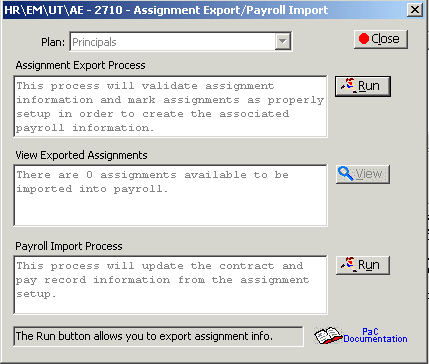 HR\EM\UT\AE - 2710 - Assignment Export/Payroll Import
Plan: Principals
Close
Assignment Export Process
This process will validate assignment
information and mark assignments as properly
setup in order to create the associated
payroll information.
Run
View Exported Assignments
There are 0 assignments available to be
imported into payroll.
View
Payroll Import Process
This process will update the contract and
pay record information from the assignment
setup.
Run
The Run button allows you to export assignment info.
PaC
Documentation